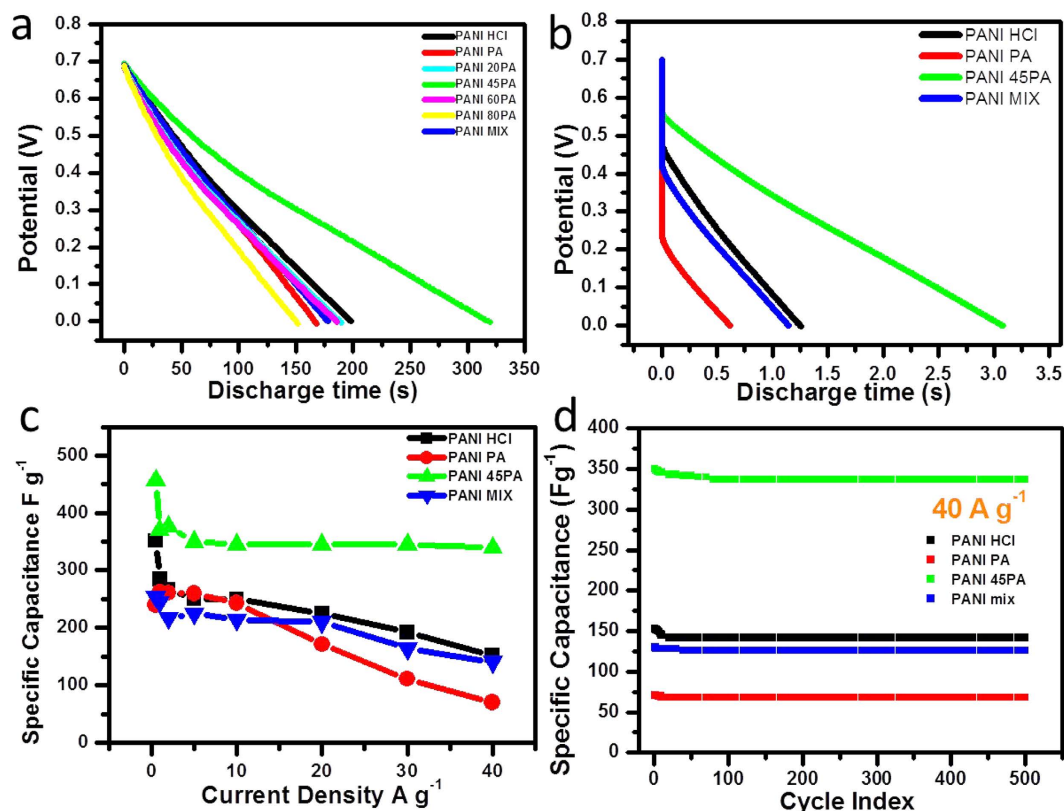 a
0.8
0.7
0.6
0.5
0.4
0.3
0.2
0.1
0.0
Potential (V)
0 50 100 150 200 250 300 350
Discharge time (s)
PANI HCl
PANI PA
PANI 20PA
PANI 45PA
PANI 60PA
PANI 80PA
PANI MIX
b
0.8
0.7
0.6
0.5
0.4
0.3
0.2
0.1
0.0
Potential (V)
0.0 0.5 1.0 1.5 2.0 2.5 3.0 3.5
Discharge time (s)
PANI HCl
PANI PA
PANI 45PA
PANI MIX
c
500
450
400
350
300
250
200
150
100
50
0
Specific Capacitance F g⁻¹
0 10 20 30 40
Current Density A g⁻¹
PANI HCl
PANI PA
PANI 45PA
PANI MIX
d
400
350
300
250
200
150
100
50
0
Specific Capacitance (Fg⁻¹)
0 100 200 300 400 500
Cycle Index
40 A g⁻¹
PANI HCl
PANI PA
PANI 45PA
PANI mix